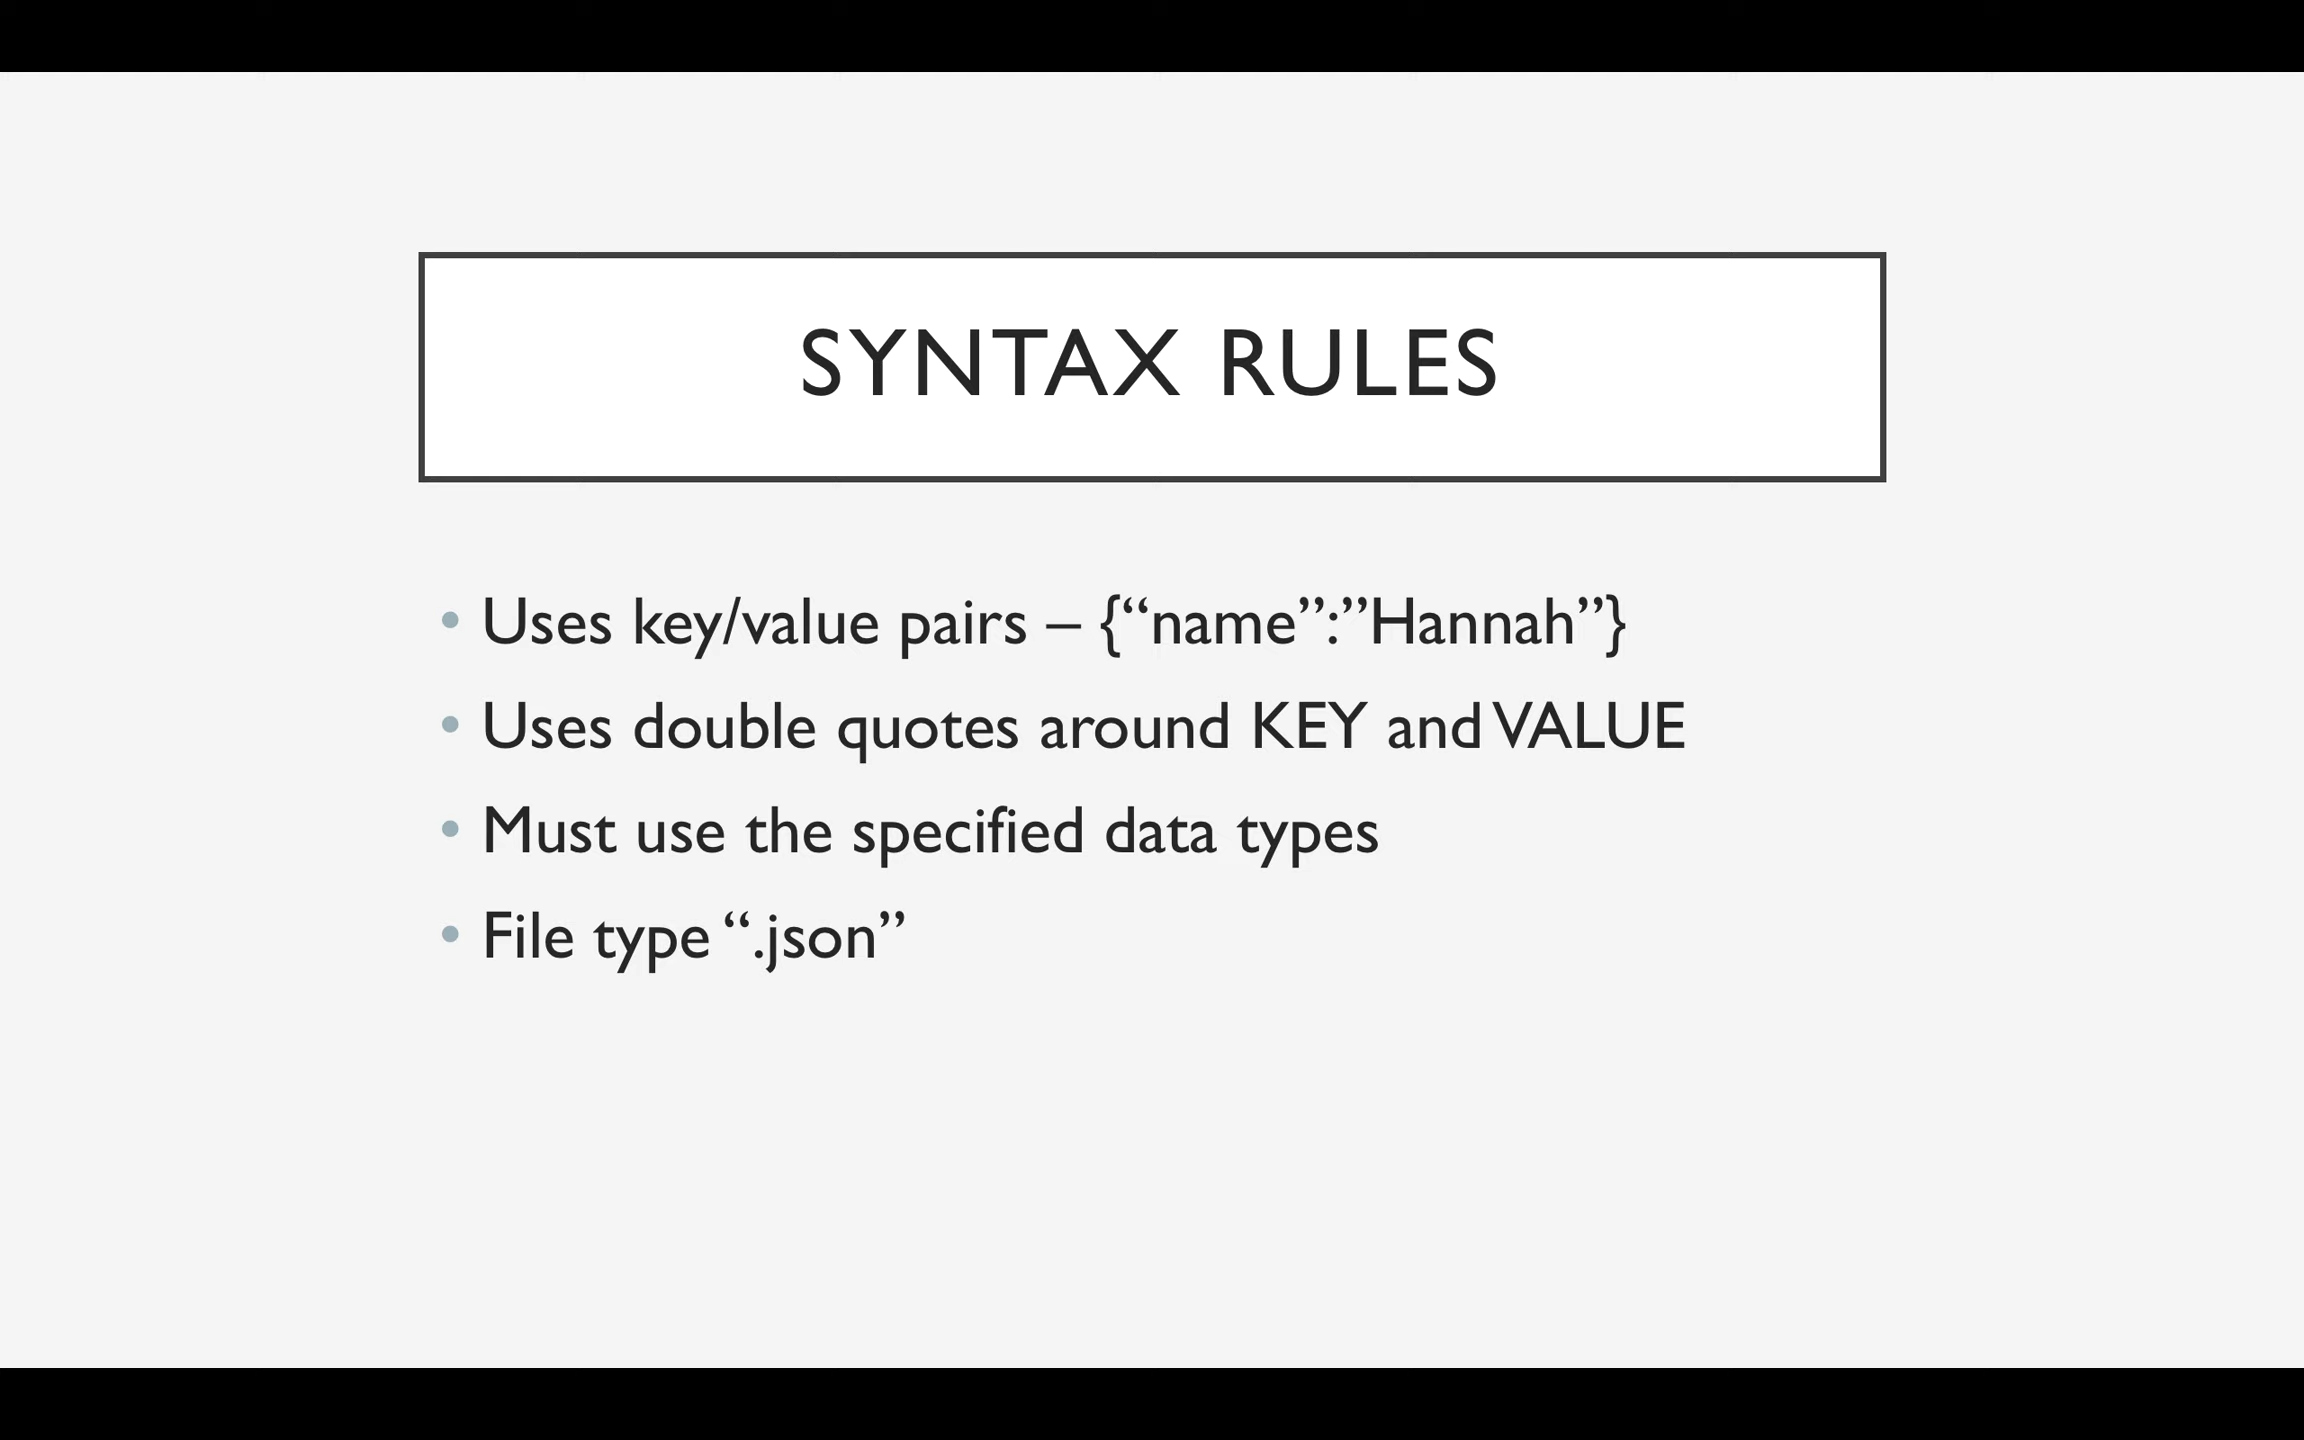 SYNTAX RULES
• Uses key/value pairs – {“name”:”Hannah”}
• Uses double quotes around KEY and VALUE
• Must use the specified data types
• File type “.json”